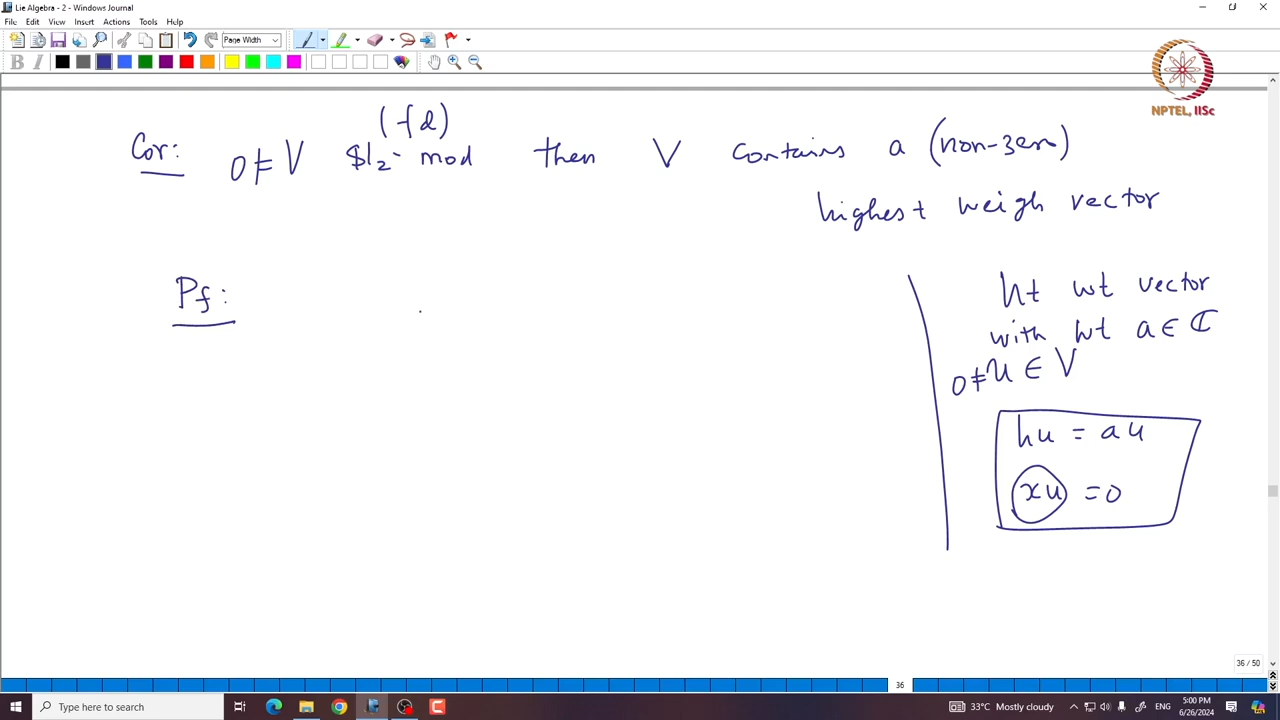 Lie Algebra - 2 - Windows Journal
File Edit View Insert Actions Tools Help
Page Width
B I
NPTEL, IISc
(fd)
Cor: 0 ≠ V sl₂- mod then V contains a (non-zero)
highest weigh vector
Pf:
ht wt vector
with wt a ∈ ℂ
0 ≠ u ∈ V
hu = au
xu = 0
36 / 50
36
Type here to search
33°C Mostly cloudy
5:00 PM
6/26/2024